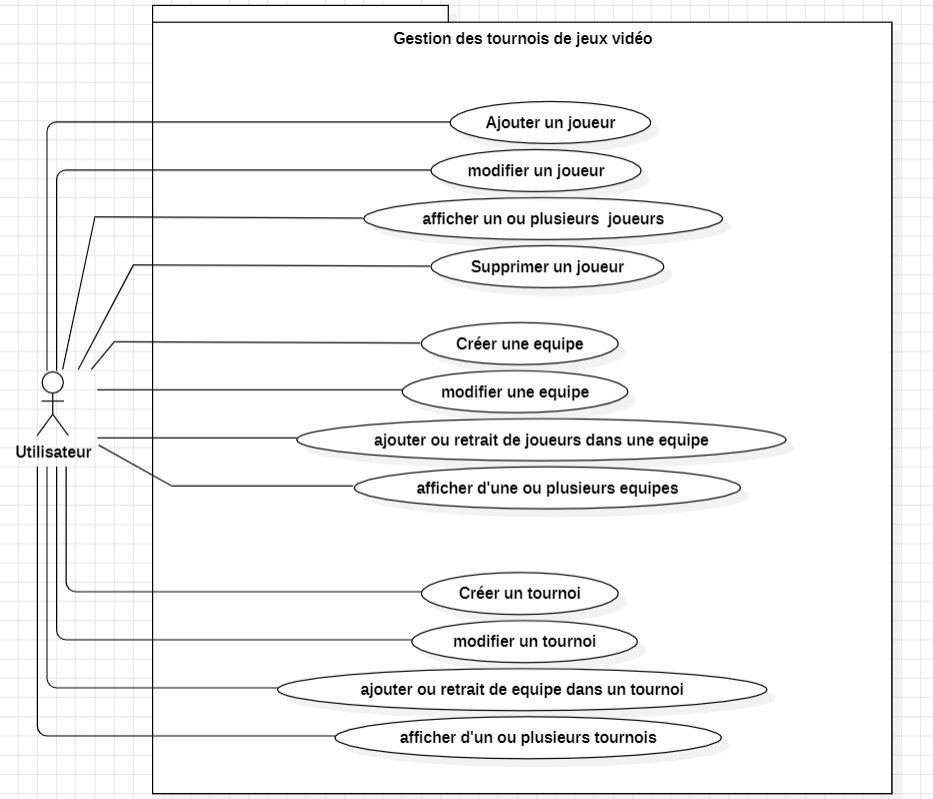 Gestion des tournois de jeux vidéo
Ajouter un joueur
modifier un joueur
afficher un ou plusieurs joueurs
Supprimer un joueur
Créer une equipe
modifier une equipe
ajouter ou retrait de joueurs dans une equipe
Utilisateur
afficher d'une ou plusieurs equipes
Créer un tournoi
modifier un tournoi
ajouter ou retrait de equipe dans un tournoi
afficher d'un ou plusieurs tournois